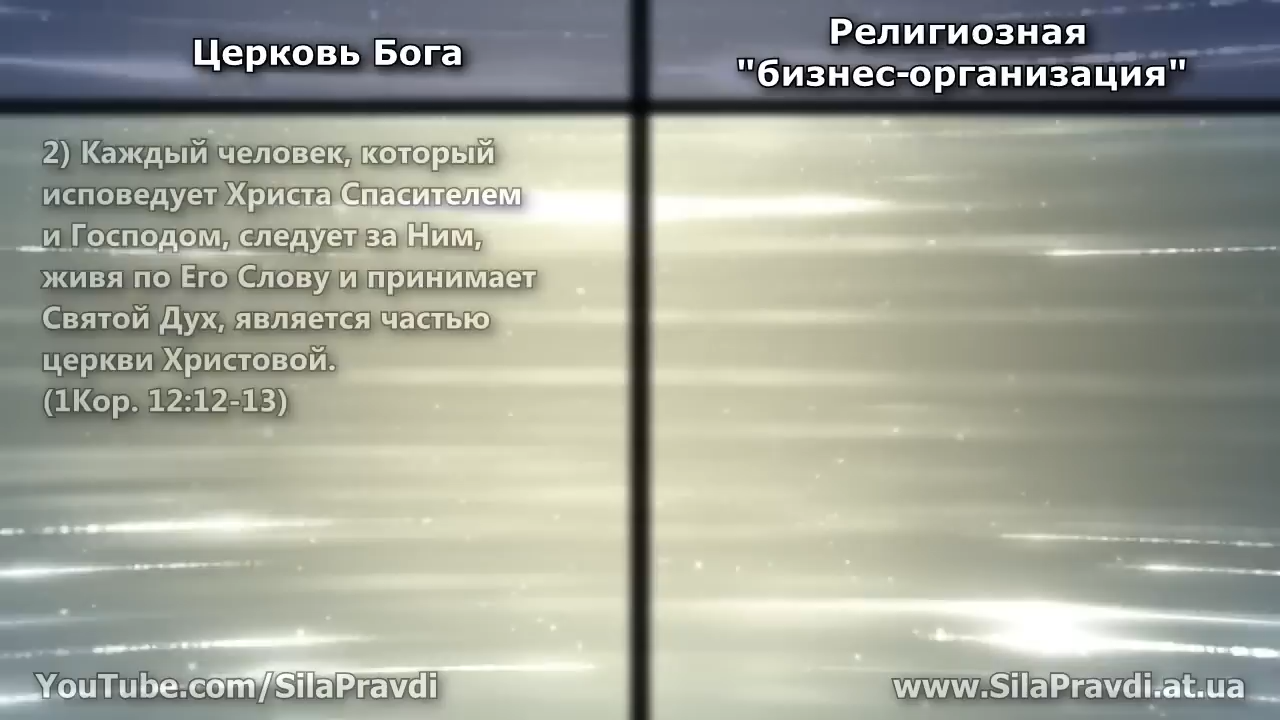 Церковь Бога
Религиозная
"бизнес-организация"
2) Каждый человек, который
исповедует Христа Спасителем
и Господом, следует за Ним,
живя по Его Слову и принимает
Святой Дух, является частью
церкви Христовой.
(1Кор. 12:12-13)
YouTube.com/SilaPravdi
www.SilaPravdi.at.ua